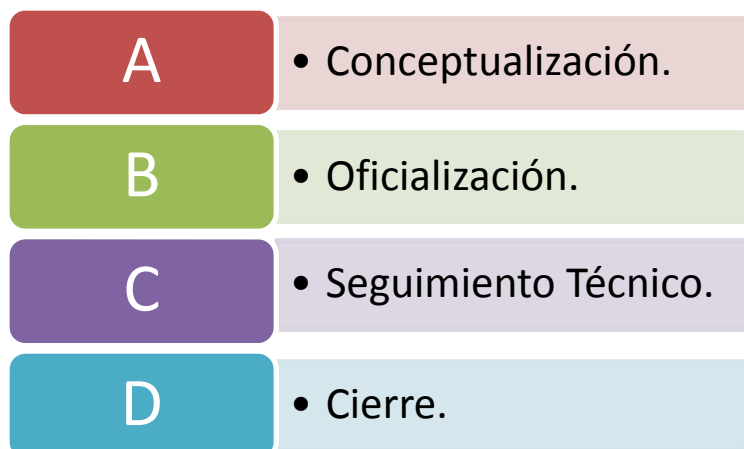 A
• Conceptualización.
B
• Oficialización.
C
• Seguimiento Técnico.
D
• Cierre.